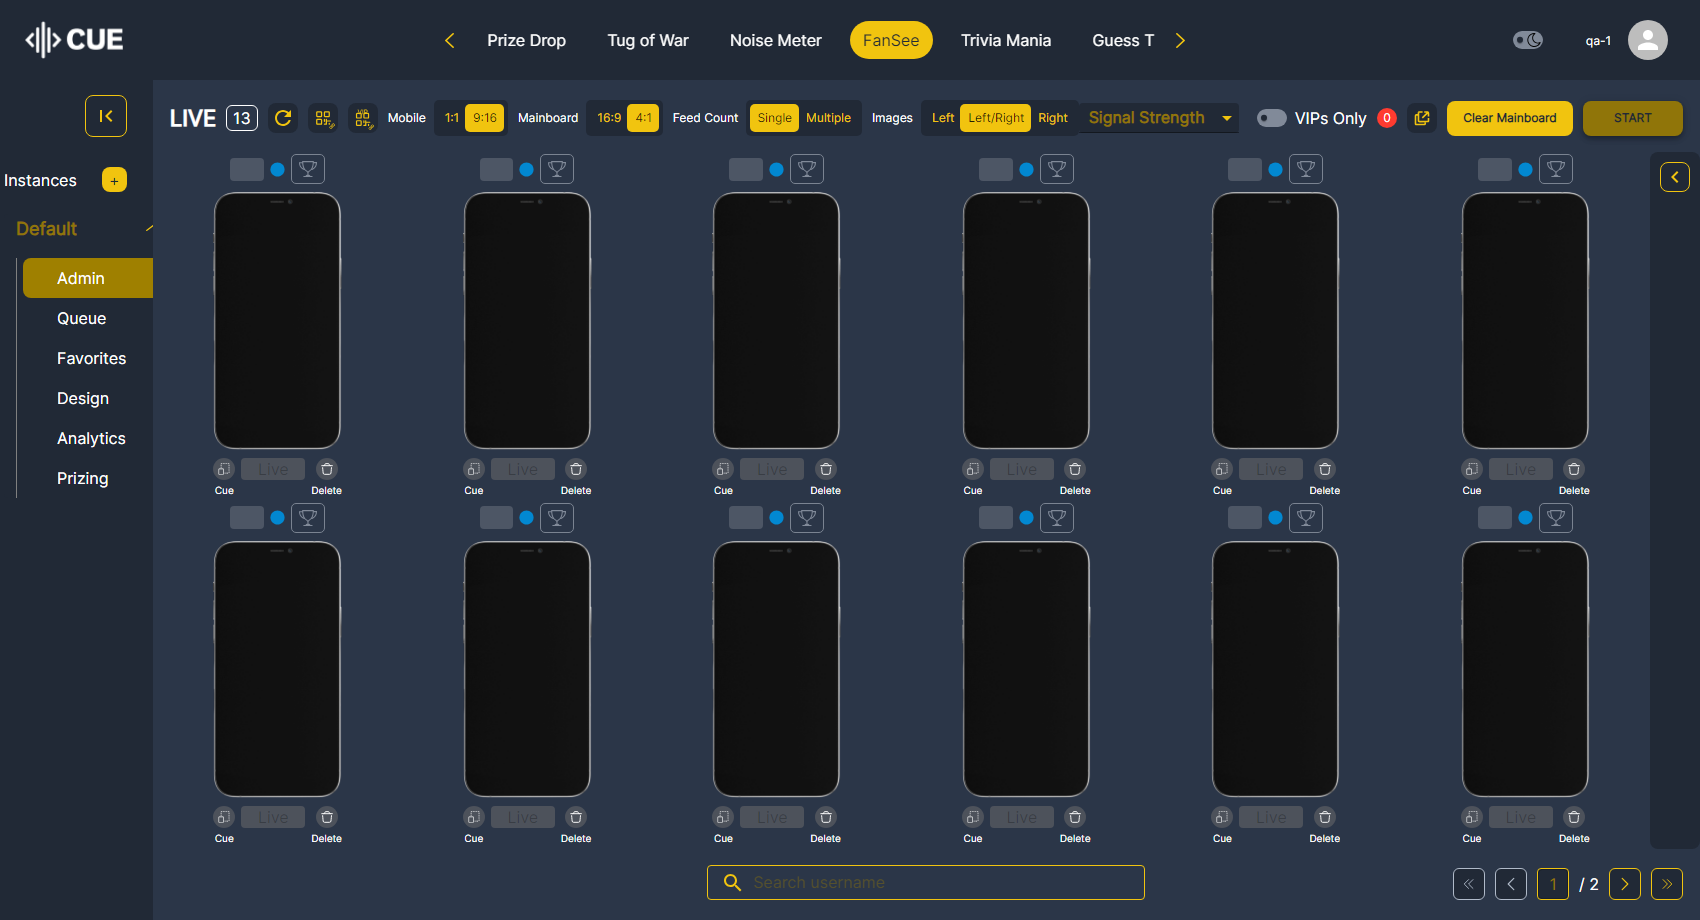 CUE
Prize Drop Tug of War Noise Meter FanSee Trivia Mania Guess T
qa-1
LIVE 13 Mobile 1:1 9:16 Mainboard 16:9 4:1 Feed Count Single Multiple Images Left Left/Right Right Signal Strength VIPs Only 0 Clear Mainboard START
Instances +
Default
Admin
Queue
Favorites
Design
Analytics
Prizing
Live Live Live Live Live Live
Cue Delete Cue Delete Cue Delete Cue Delete Cue Delete Cue Delete
Live Live Live Live Live Live
Cue Delete Cue Delete Cue Delete Cue Delete Cue Delete Cue Delete
Search username
1 / 2